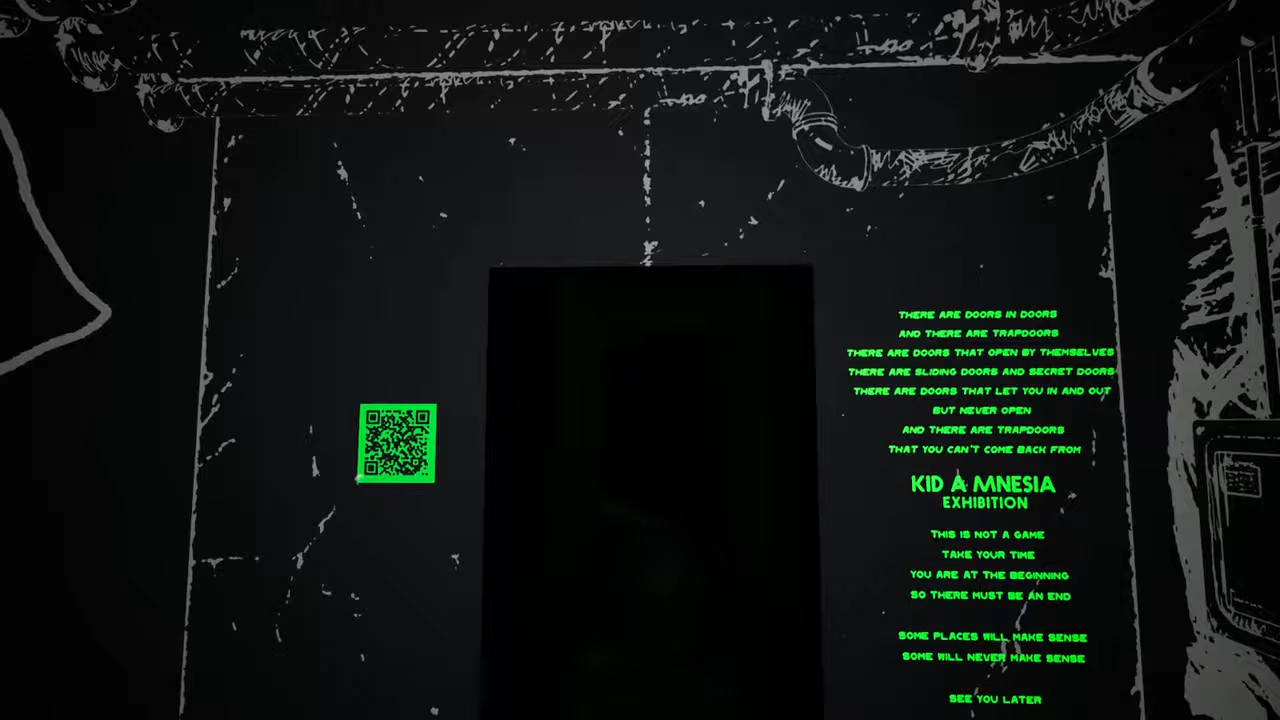 THERE ARE DOORS IN DOORS
AND THERE ARE TRAPDOORS
THERE ARE DOORS THAT OPEN BY THEMSELVES
THERE ARE SLIDING DOORS AND SECRET DOORS
THERE ARE DOORS THAT LET YOU IN AND OUT
BUT NEVER OPEN
AND THERE ARE TRAPDOORS
THAT YOU CAN'T COME BACK FROM
KID A MNESIA
EXHIBITION
THIS IS NOT A GAME
TAKE YOUR TIME
YOU ARE AT THE BEGINNING
SO THERE MUST BE AN END
SOME PLACES WILL MAKE SENSE
SOME WILL NEVER MAKE SENSE
SEE YOU LATER